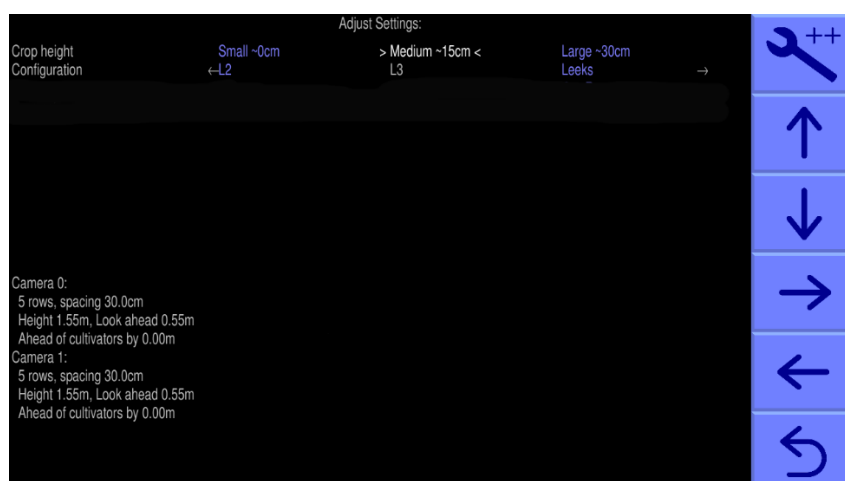 Adjust Settings:
Crop height Small ~0cm > Medium ~15cm < Large ~30cm
Configuration ←L2 L3 Leeks →
Camera 0:
5 rows, spacing 30.0cm
Height 1.55m, Look ahead 0.55m
Ahead of cultivators by 0.00m
Camera 1:
5 rows, spacing 30.0cm
Height 1.55m, Look ahead 0.55m
Ahead of cultivators by 0.00m
++